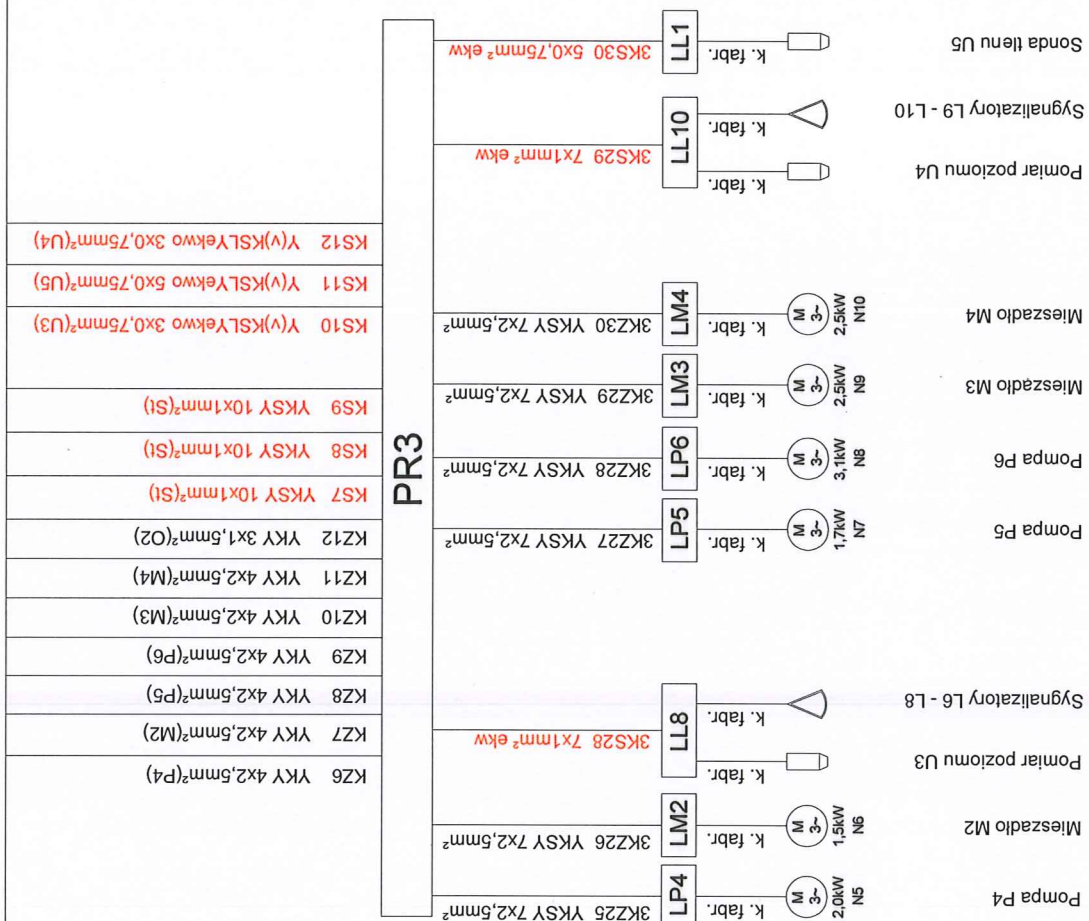 Pompa P4
2,0kW
N5
M
3~
k. fabr.
LP4
3KZ25 YKSY 7x2,5mm²
Mieszadło M2
1,5kW
N6
M
3~
k. fabr.
LM2
3KZ26 YKSY 7x2,5mm²
Pomiar poziomu U3
k. fabr.
Sygnalizatory L6 - L8
k. fabr.
LL8
3KS28 7x1mm² ekw
Pompa P5
1,7kW
N7
M
3~
k. fabr.
LP5
3KZ27 YKSY 7x2,5mm²
Pompa P6
3,1kW
N8
M
3~
k. fabr.
LP6
3KZ28 YKSY 7x2,5mm²
Mieszadło M3
2,5kW
N9
M
3~
k. fabr.
LM3
3KZ29 YKSY 7x2,5mm²
Mieszadło M4
2,5kW
N10
M
3~
k. fabr.
LM4
3KZ30 YKSY 7x2,5mm²
Pomiar poziomu U4
k. fabr.
Sygnalizatory L9 - L10
k. fabr.
LL10
3KS29 7x1mm² ekw
Sonda tlenu U5
k. fabr.
LL1
3KS30 5x0,75mm² ekw
PR3
KZ6 YKY 4x2,5mm²(P4)
KZ7 YKY 4x2,5mm²(M2)
KZ8 YKY 4x2,5mm²(P5)
KZ9 YKY 4x2,5mm²(P6)
KZ10 YKY 4x2,5mm²(M3)
KZ11 YKY 4x2,5mm²(M4)
KZ12 YKY 3x1,5mm²(O2)
KS7 YKSY 10x1mm²(St)
KS8 YKSY 10x1mm²(St)
KS9 YKSY 10x1mm²(St)
KS10 Y(v)KSLYekwo 3x0,75mm²(U3)
KS11 Y(v)KSLYekwo 5x0,75mm²(U5)
KS12 Y(v)KSLYekwo 3x0,75mm²(U4)